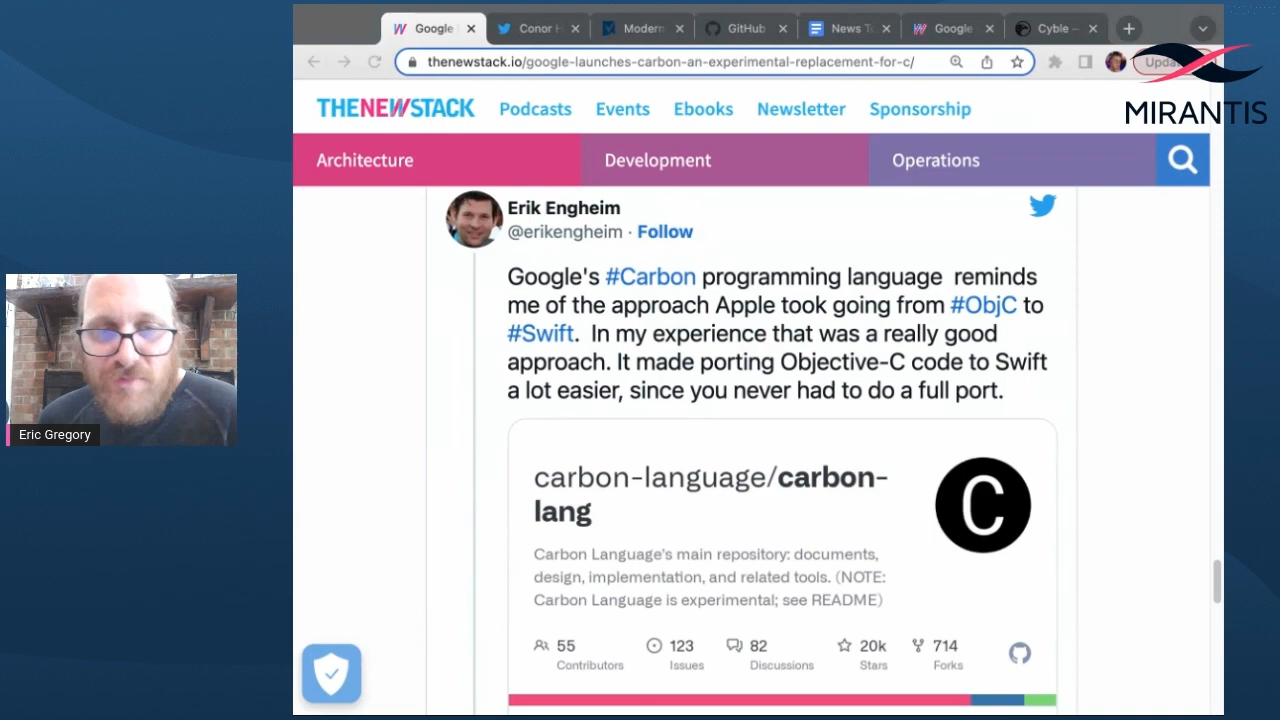 Google
Conor H
Modern
GitHub
News T
Google
Cyble –
thenewstack.io/google-launches-carbon-an-experimental-replacement-for-c/
MIRANTIS
THENEWSTACK
Podcasts
Events
Ebooks
Newsletter
Sponsorship
Architecture
Development
Operations
Erik Engheim
@erikengheim · Follow
Google's #Carbon programming language reminds
me of the approach Apple took going from #ObjC to
#Swift. In my experience that was a really good
approach. It made porting Objective-C code to Swift
a lot easier, since you never had to do a full port.
carbon-language/carbon-
lang
C
Carbon Language's main repository: documents,
design, implementation, and related tools. (NOTE:
Carbon Language is experimental; see README)
55
Contributors
123
Issues
82
Discussions
20k
Stars
714
Forks
Eric Gregory